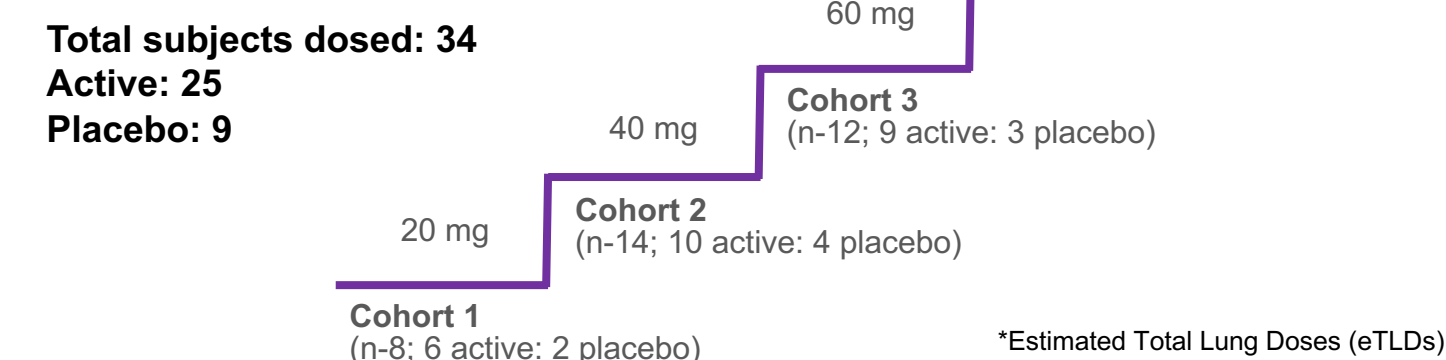 60 mg
Total subjects dosed: 34
Active: 25
Placebo: 9
Cohort 3
(n-12; 9 active: 3 placebo)
40 mg
Cohort 2
(n-14; 10 active: 4 placebo)
20 mg
Cohort 1
(n-8; 6 active: 2 placebo)
*Estimated Total Lung Doses (eTLDs)